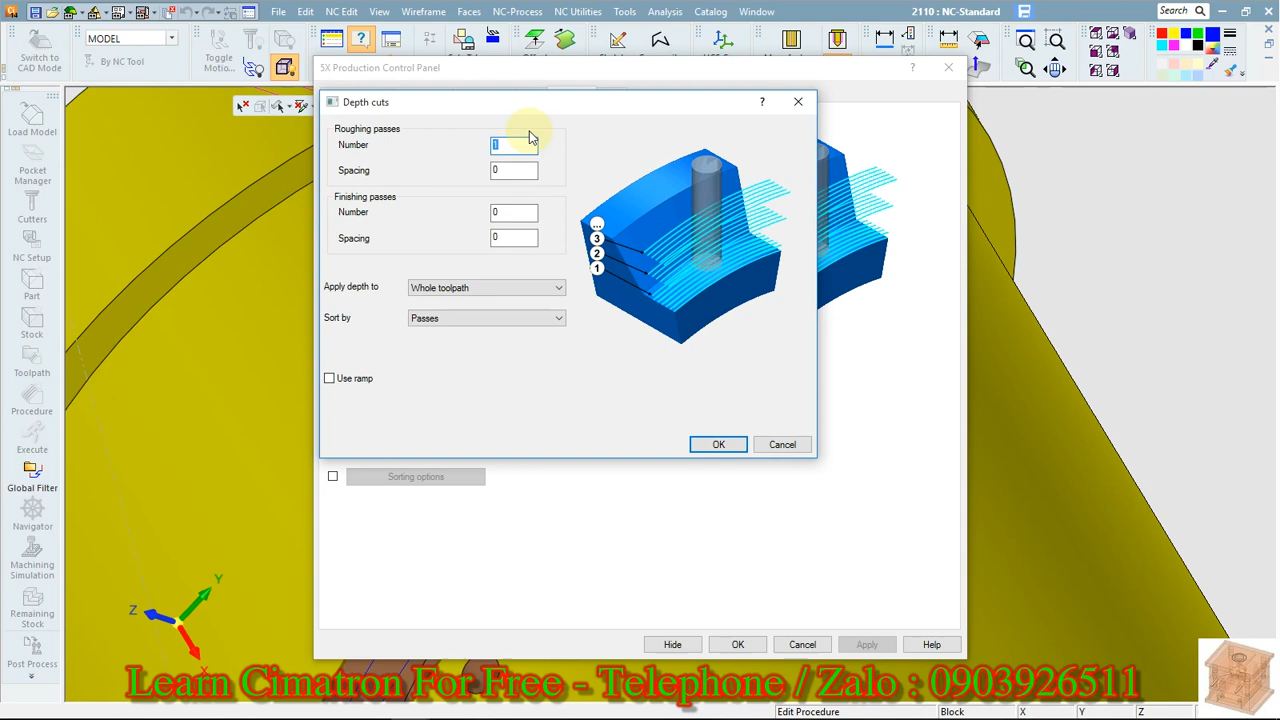 File Edit NC Edit Views Wireframe Faces NC-Process NC Utilities Tools Analysis Catalog Window 2110 : NC-Standard Search
Switch to CAD Mode
MODEL
By NC Tool
Toggle Motion...
5X Production Control Panel
Depth cuts
Roughing passes
Number 1
Spacing 0
Finishing passes
Number 0
Spacing 0
Apply depth to Whole toolpath
Sort by Passes
Use ramp
...
3
2
1
OK Cancel
Sorting options
Hide OK Cancel Apply Help
Load Model
Pocket Manager
Cutters
NC Setup
Part
Stock
Toolpath
Procedure
Execute
Global Filter
Navigator
Machining Simulation
Remaining Stock
Post Process
Z Y X
Learn Cimatron For Free - Telephone / Zalo : 0903926511
Edit Procedure Block X Y Z